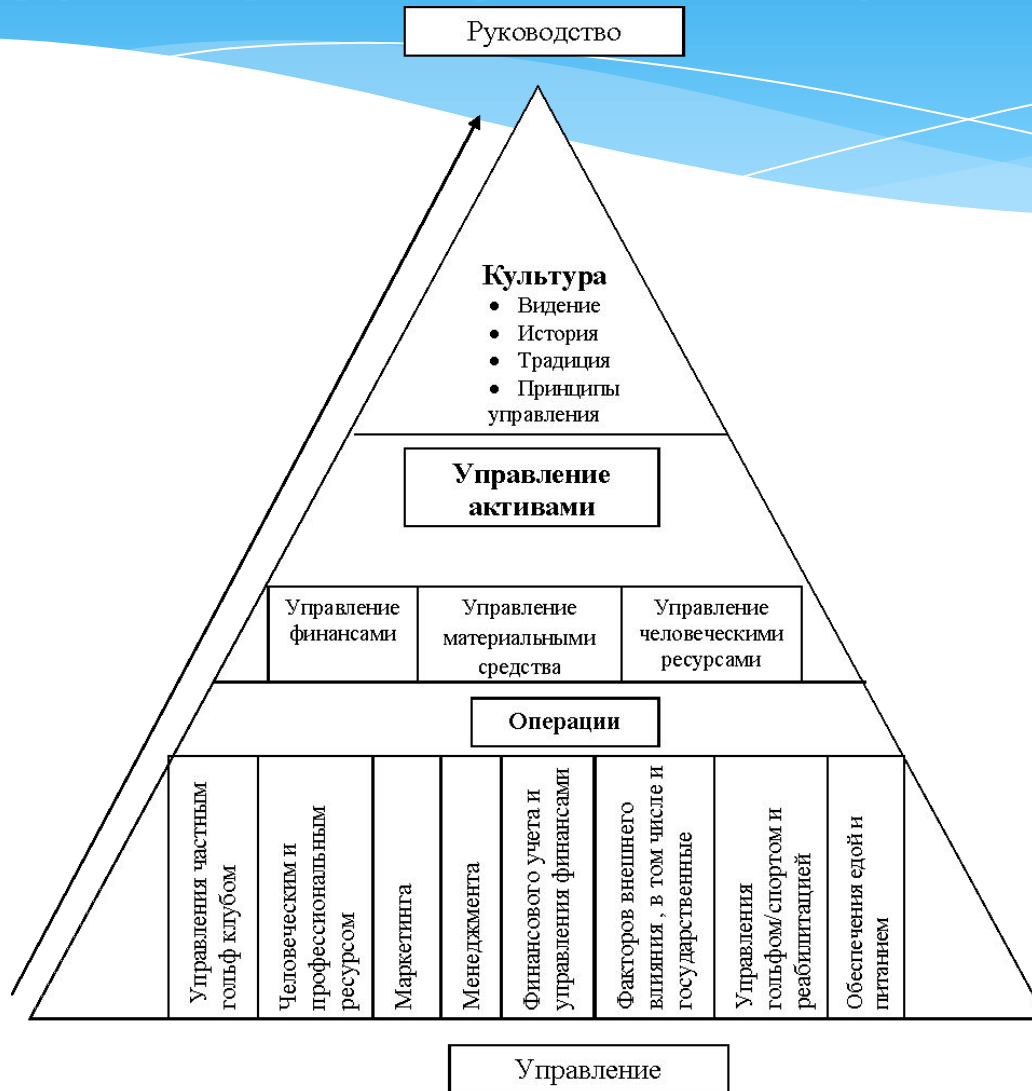 Руководство
Культура
• Видение
• История
• Традиция
• Принципы
управления
Управление
активами
Управление
финансами
Управление
материальными
средства
Управление
человеческими
ресурсами
Операции
Управления частным
гольф клубом
Человеческим и
профессиональным
ресурсом
Маркетинга
Менеджмента
Финансового учета и
управления финансами
Факторов внешнего
влияния , в том числе и
государственные
Управления
гольфом/спортом и
реабилитацией
Обеспечения едой и
питанием
Управление